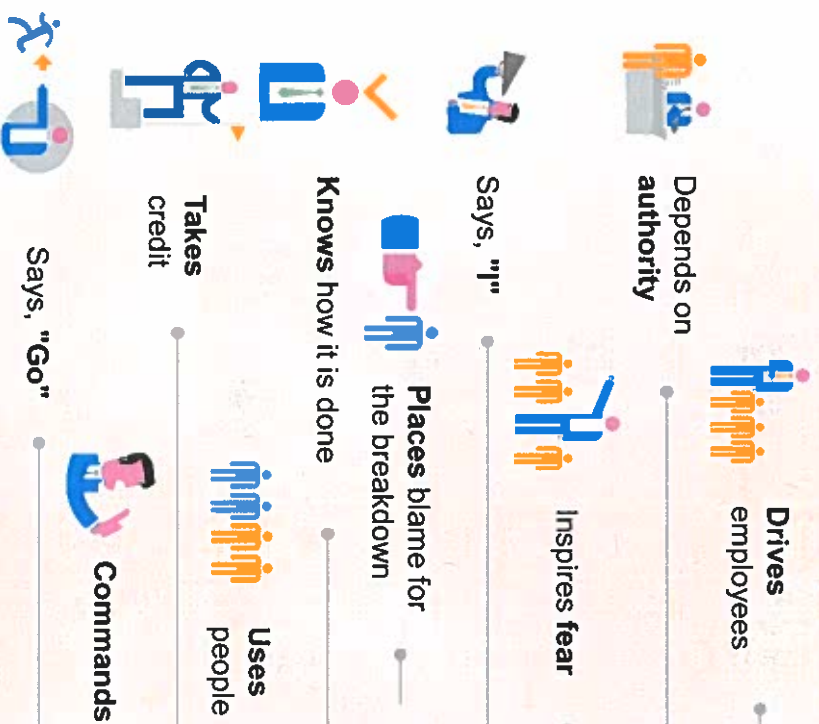 Drives
employees
Depends on
authority
Inspires fear
Says, "I"
Places blame for
the breakdown
Knows how it is done
Uses
people
Takes
credit
Commands
Says, "Go"